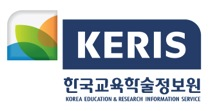 KERIS
한국교육학술정보원
KOREA EDUCATION & RESEARCH INFORMATION SERVICE